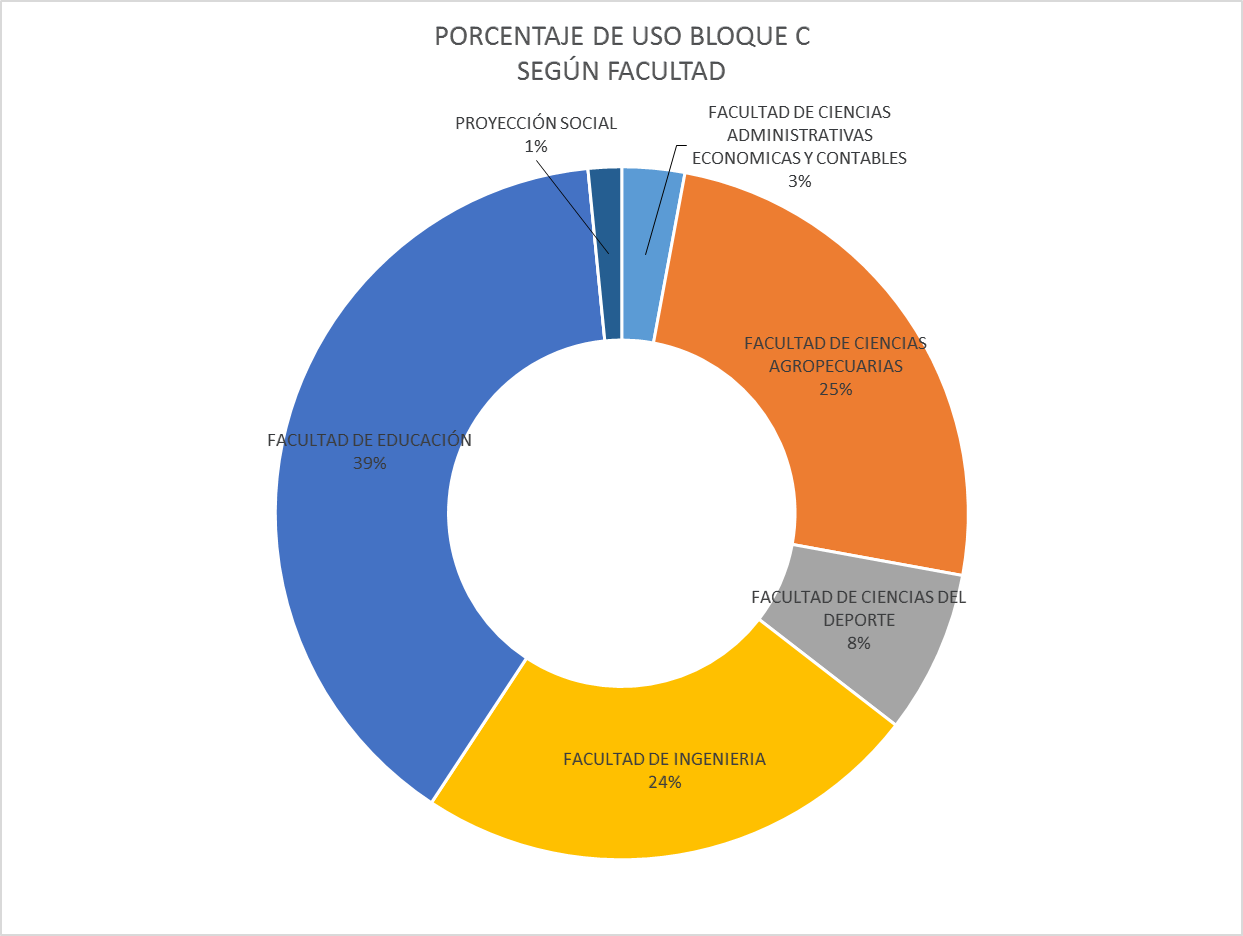 PORCENTAJE DE USO BLOQUE C
SEGÚN FACULTAD
PROYECCIÓN SOCIAL
1%
FACULTAD DE CIENCIAS
ADMINISTRATIVAS
ECONOMICAS Y CONTABLES
3%
FACULTAD DE CIENCIAS
AGROPECUARIAS
25%
FACULTAD DE EDUCACIÓN
39%
FACULTAD DE CIENCIAS DEL
DEPORTE
8%
FACULTAD DE INGENIERIA
24%